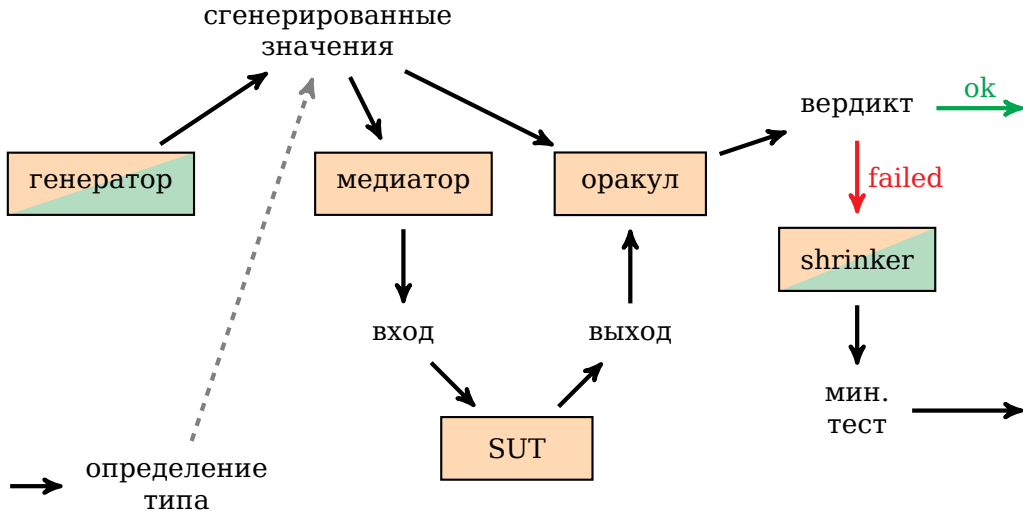 сгенерированные
значения
генератор
медиатор
оракул
вердикт
ok
failed
shrinker
вход
выход
SUT
мин.
тест
определение
типа